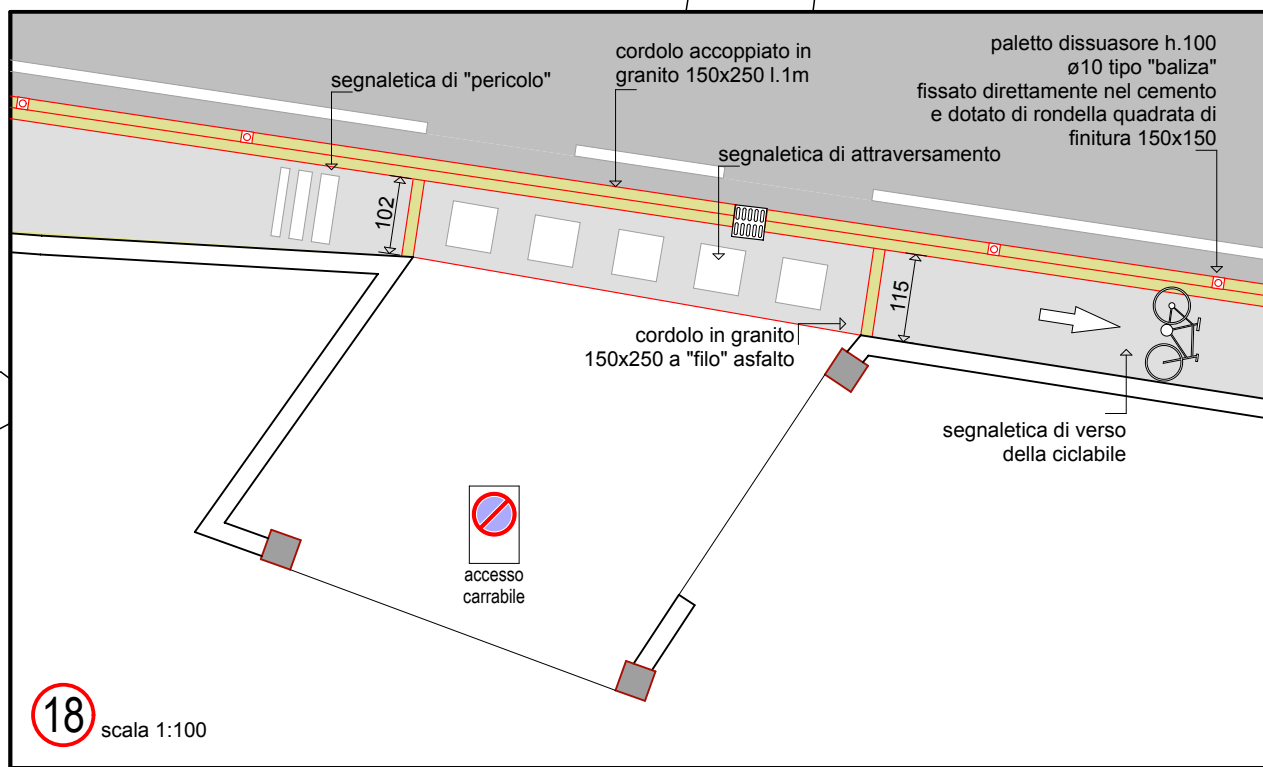 segnaletica di "pericolo"
cordolo accoppiato in
granito 150x250 l.1m
paletto dissuasore h.100
ø10 tipo "baliza"
fissato direttamente nel cemento
e dotato di rondella quadrata di
finitura 150x150
segnaletica di attraversamento
102
115
cordolo in granito
150x250 a "filo" asfalto
segnaletica di verso
della ciclabile
accesso
carrabile
18 scala 1:100